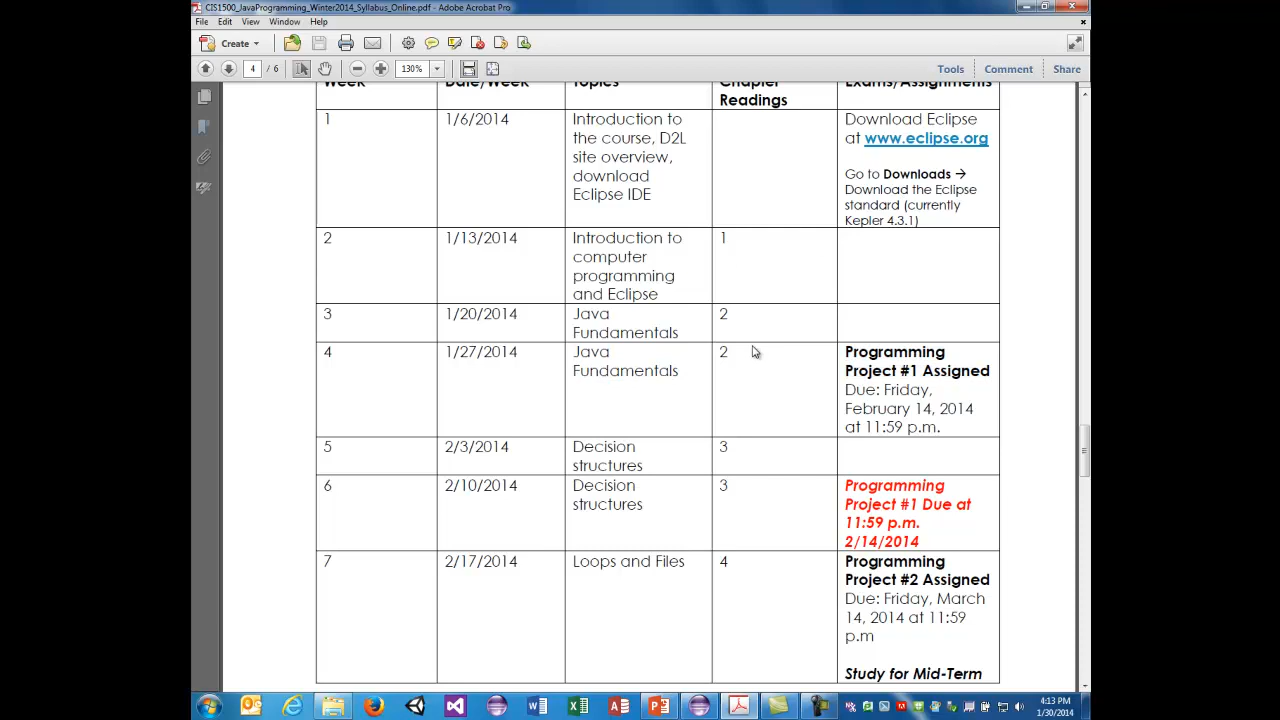 CIS1500_JavaProgramming_Winter2014_Syllabus_Online.pdf - Adobe Acrobat Pro
File Edit View Window Help
Create
4 / 6 130% Tools Comment Share
Week Date/Week Topics Chapter Readings Exams/Assignments
1
1/6/2014
Introduction to
the course, D2L
site overview,
download
Eclipse IDE
Download Eclipse
at www.eclipse.org
Go to Downloads →
Download the Eclipse
standard (currently
Kepler 4.3.1)
2
1/13/2014
Introduction to
computer
programming
and Eclipse
1
3
1/20/2014
Java
Fundamentals
2
4
1/27/2014
Java
Fundamentals
2
Programming
Project #1 Assigned
Due: Friday,
February 14, 2014
at 11:59 p.m.
5
2/3/2014
Decision
structures
3
6
2/10/2014
Decision
structures
3
Programming
Project #1 Due at
11:59 p.m.
2/14/2014
7
2/17/2014
Loops and Files
4
Programming
Project #2 Assigned
Due: Friday, March
14, 2014 at 11:59
p.m
Study for Mid-Term
4:13 PM
1/30/2014